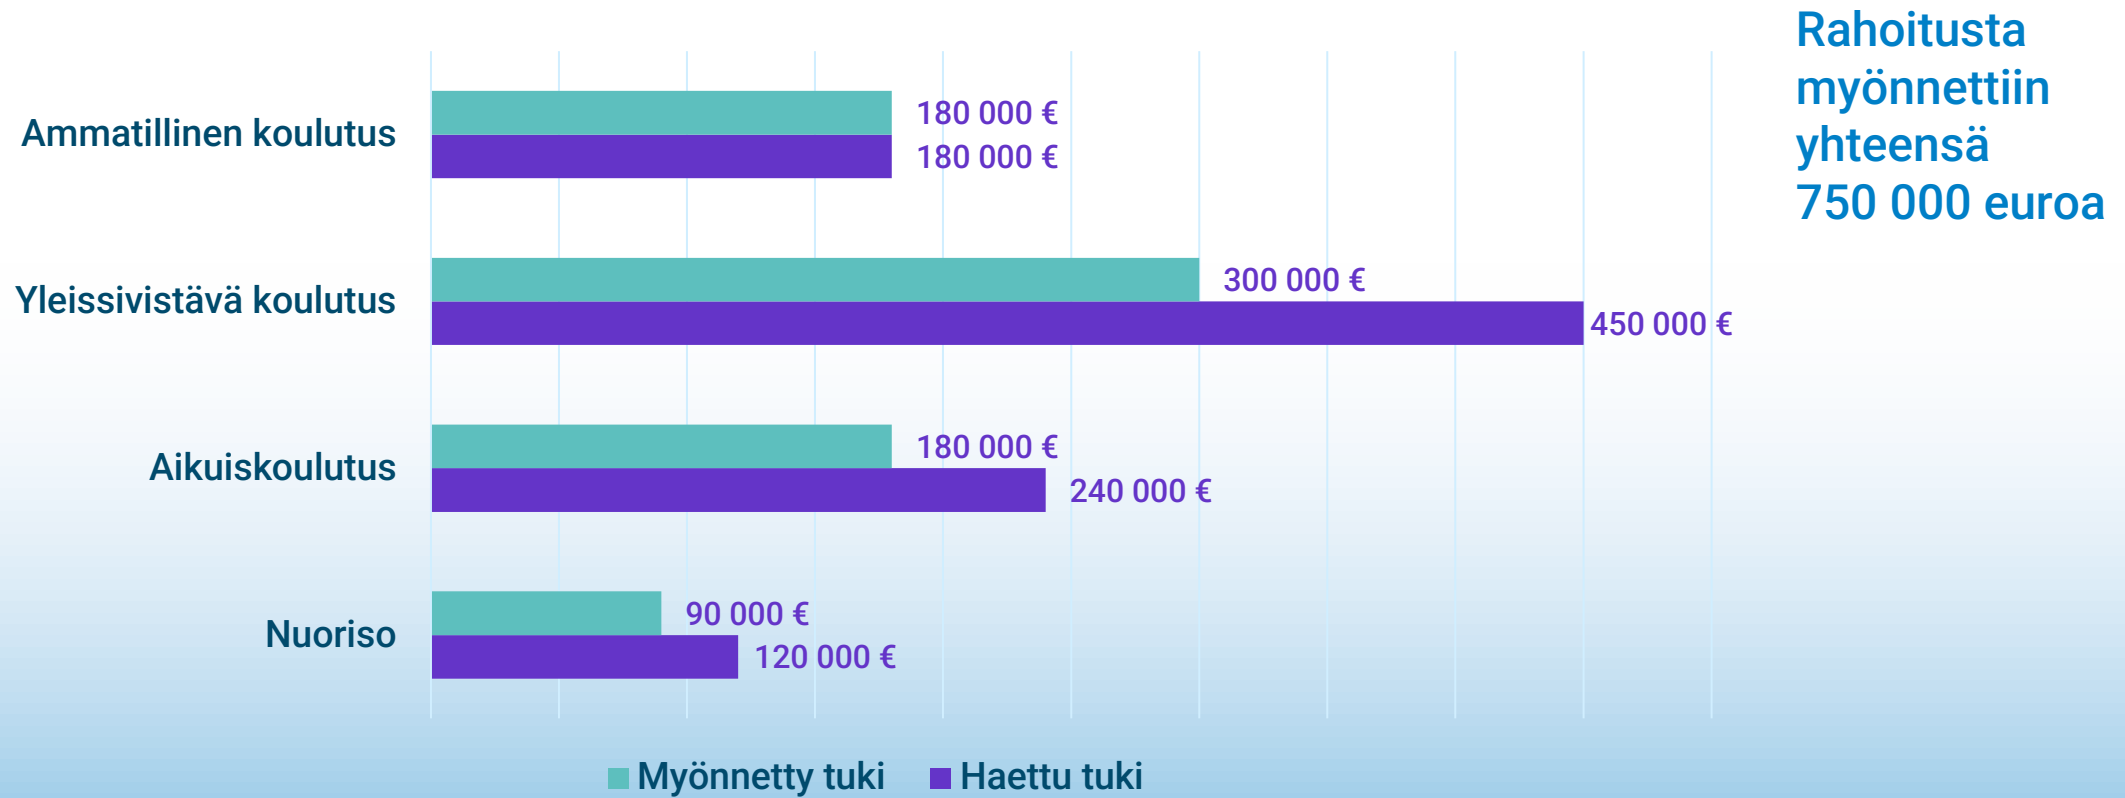 Rahoitusta
myönnettiin
yhteensä
750 000 euroa
Ammatillinen koulutus
180 000 €
180 000 €
Yleissivistävä koulutus
300 000 €
450 000 €
Aikuiskoulutus
180 000 €
240 000 €
Nuoriso
90 000 €
120 000 €
Myönnetty tuki
Haettu tuki